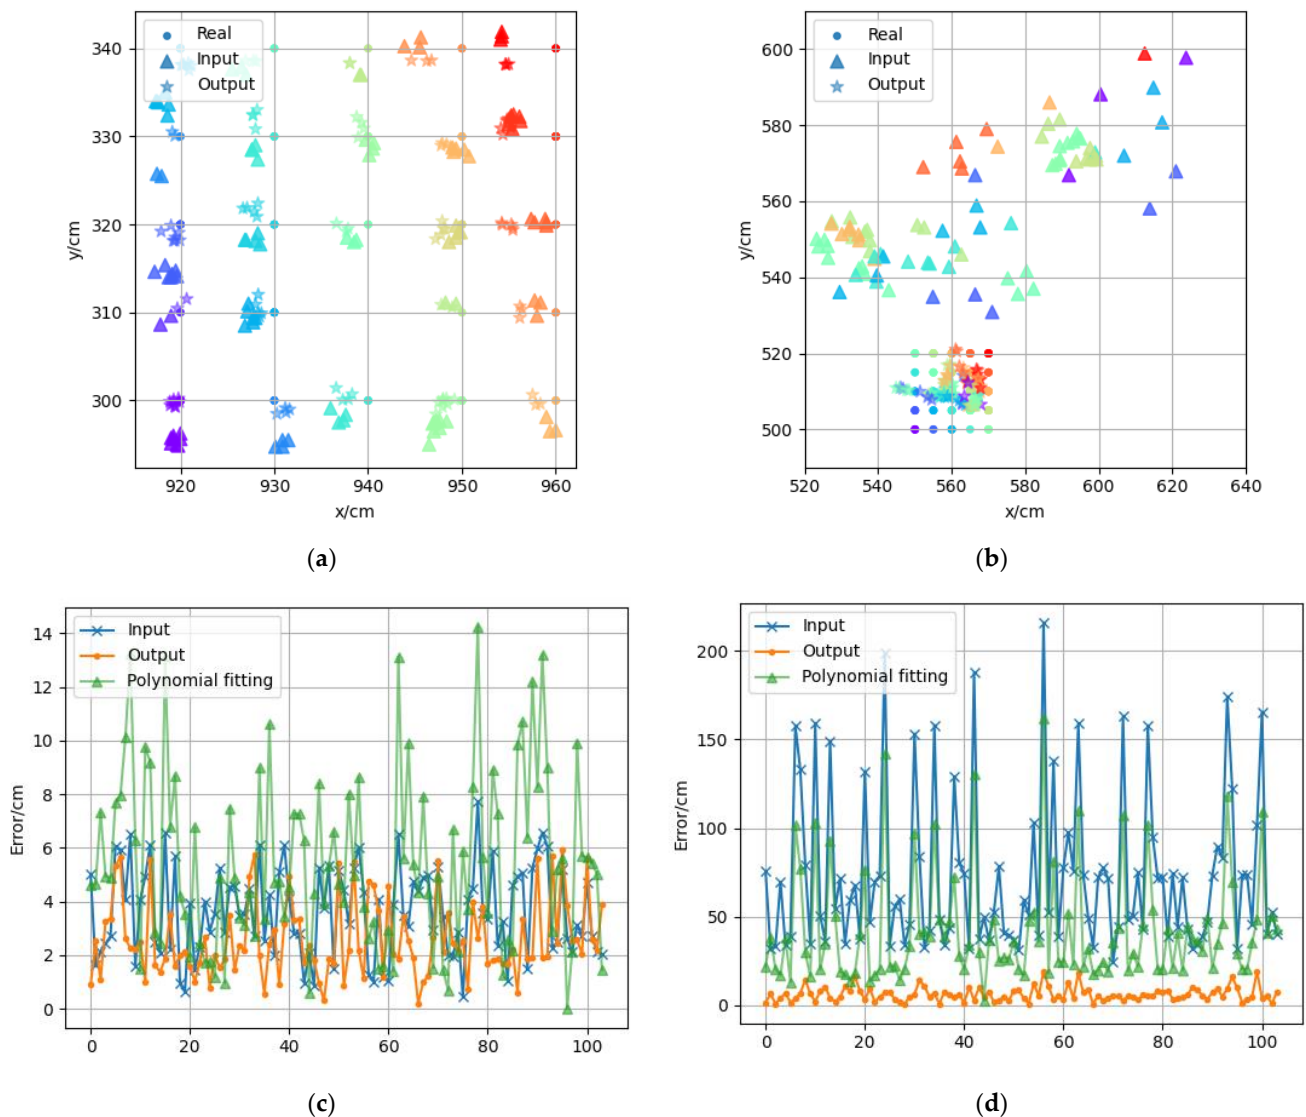 Real
Input
Output
340
330
320
310
300
y/cm
920 930 940 950 960
x/cm
(a)
Real
Input
Output
600
580
560
540
520
500
y/cm
520 540 560 580 600 620 640
x/cm
(b)
Input
Output
Polynomial fitting
14
12
10
8
6
4
2
0
Error/cm
0 20 40 60 80 100
(c)
Input
Output
Polynomial fitting
200
150
100
50
0
Error/cm
0 20 40 60 80 100
(d)